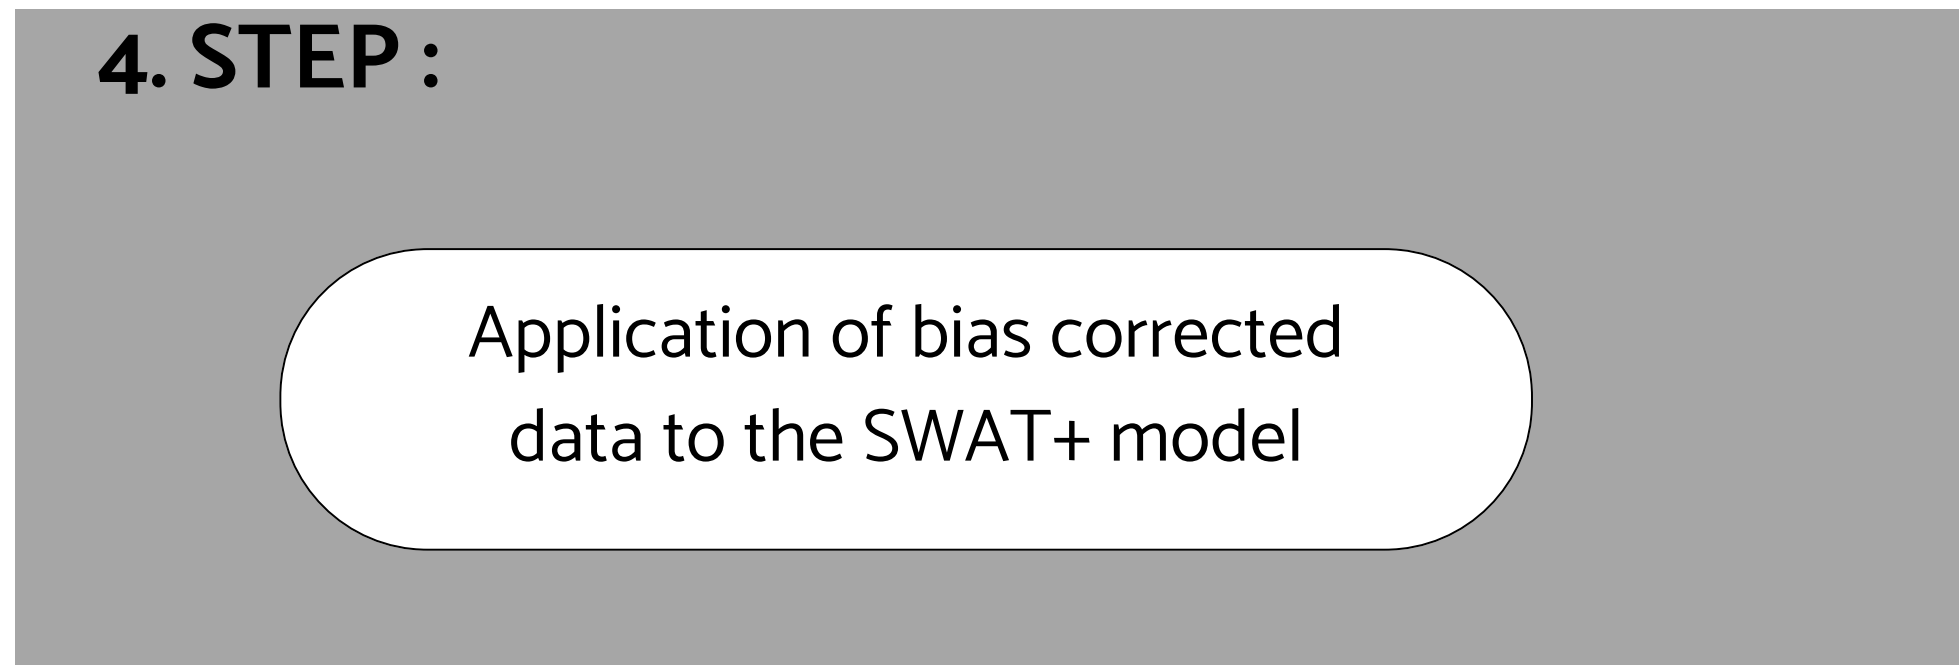 4. STEP :
Application of bias corrected
data to the SWAT+ model